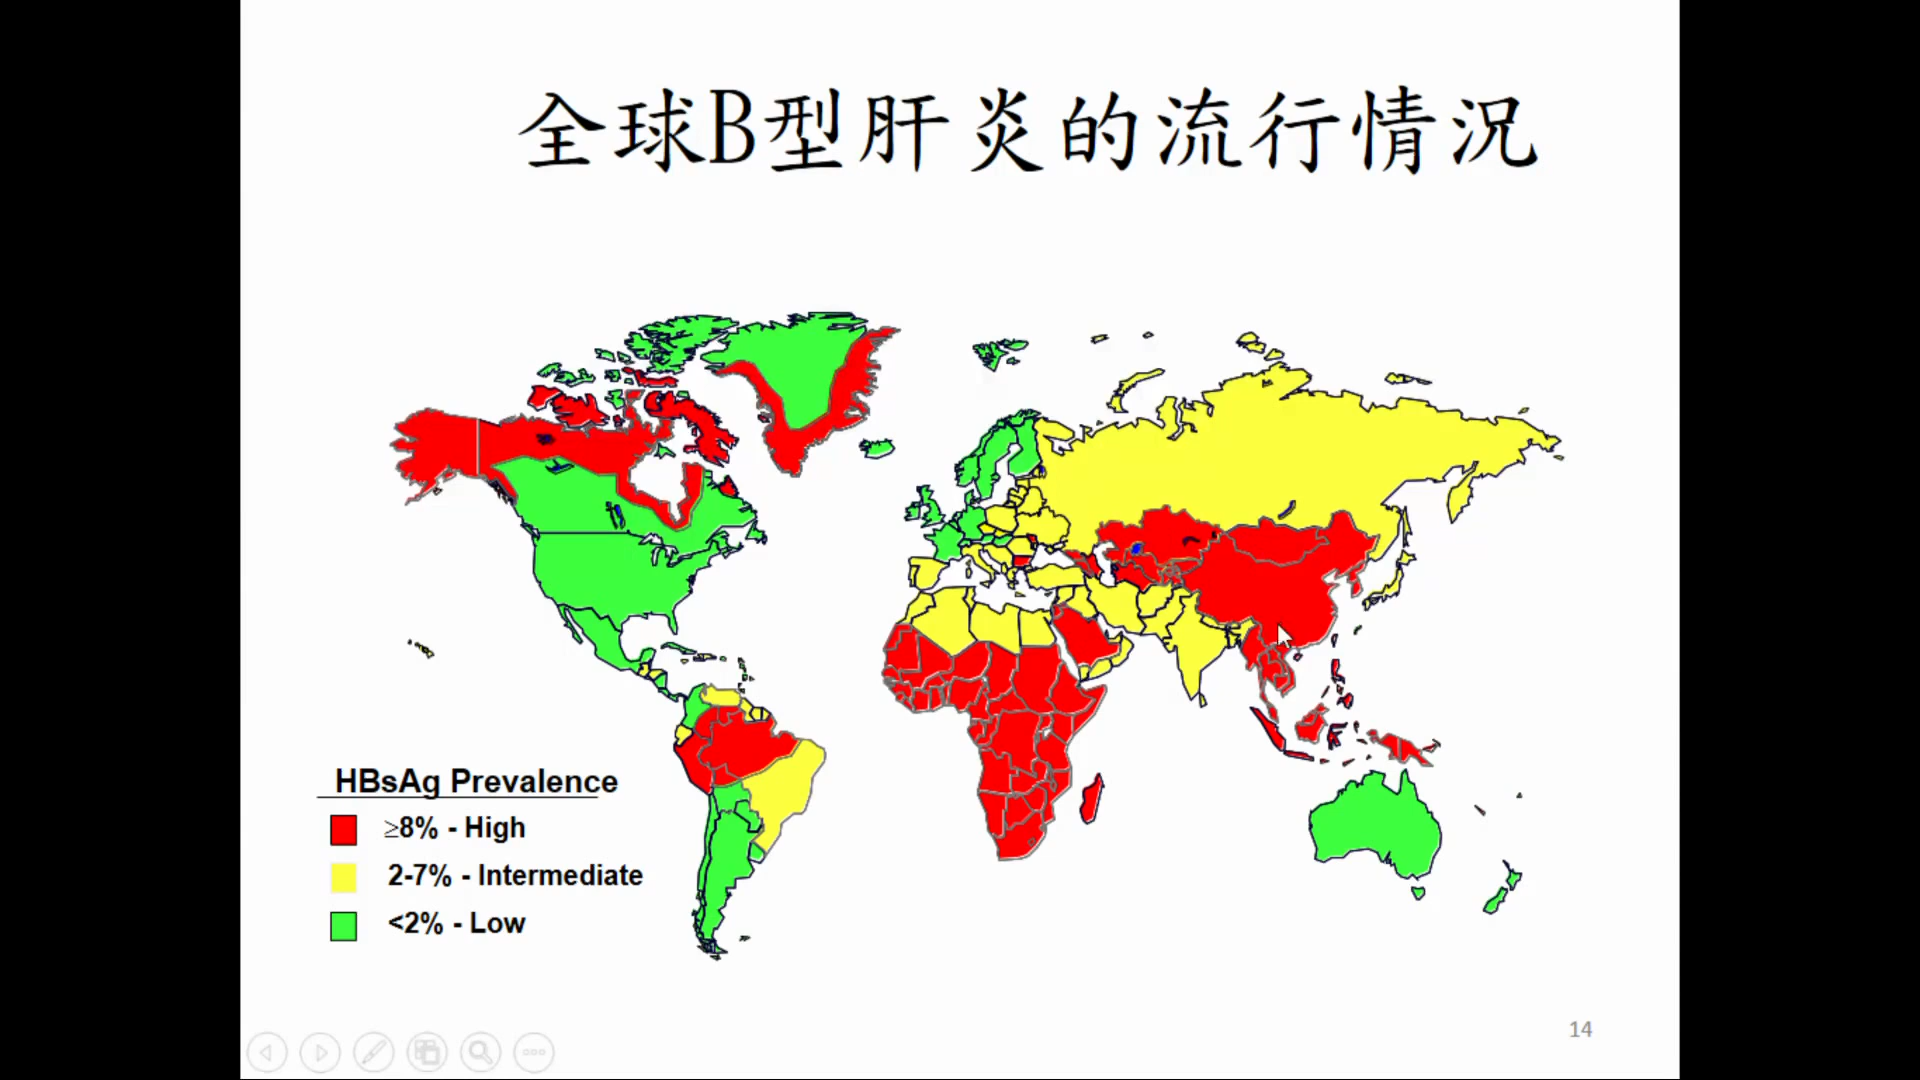 全球B型肝炎的流行情况
HBsAg Prevalence
≥8% - High
2-7% - Intermediate
<2% - Low
14